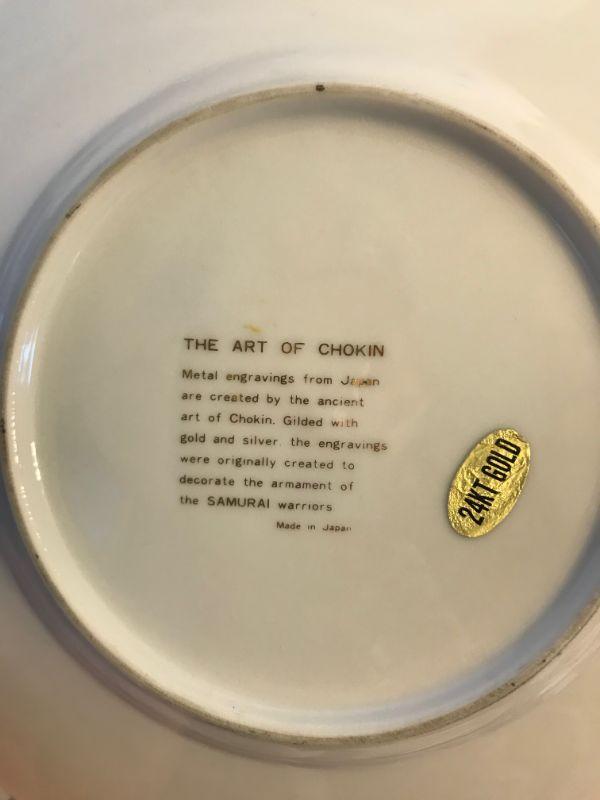 THE ART OF CHOKIN
Metal engravings from Japan
are created by the ancient
art of Chokin. Gilded with
gold and silver. the engravings
were originally created to
decorate the armament of
the SAMURAI warriors
Made in Japan
24KT GOLD